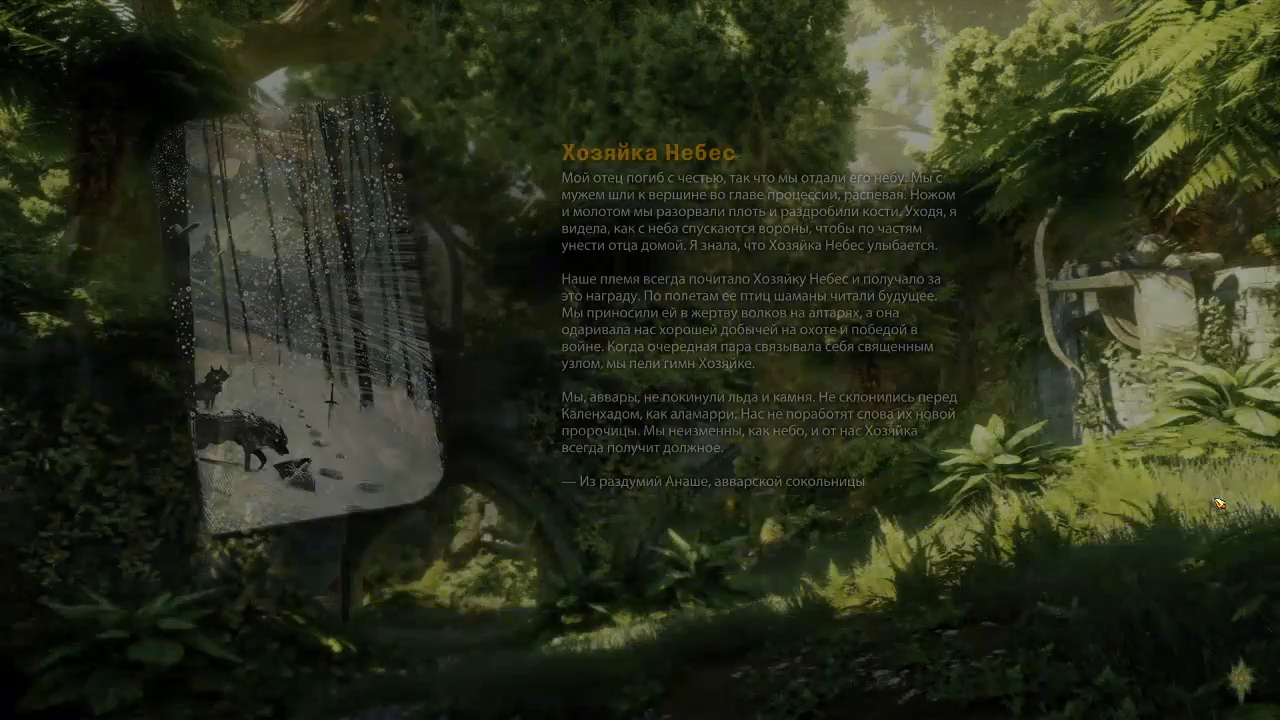 Хозяйка Небес
Мой отец погиб с честью, так что мы отдали его небу. Мы с
мужем шли к вершине во главе процессии, распевая. Ножом
и молотом мы разорвали плоть и раздробили кости. Уходя, я
видела, как с неба спускаются вороны, чтобы по частям
унести отца домой. Я знала, что Хозяйка Небес улыбается.
Наше племя всегда почитало Хозяйку Небес и получало за
это награду. По полетам ее птиц шаманы читали будущее.
Мы приносили ей в жертву волков на алтарях, а она
одаривала нас хорошей добычей на охоте и победой в
войне. Когда очередная пара связывала себя священным
узлом, мы пели гимн Хозяйке.
Мы, аввары, не покинули льда и камня. Не склонились перед
Каленхадом, как аламарри. Нас не поработят слова их новой
пророчицы. Мы неизменны, как небо, и от нас Хозяйка
всегда получит должное.
— Из раздумий Анаше, авварской сокольницы